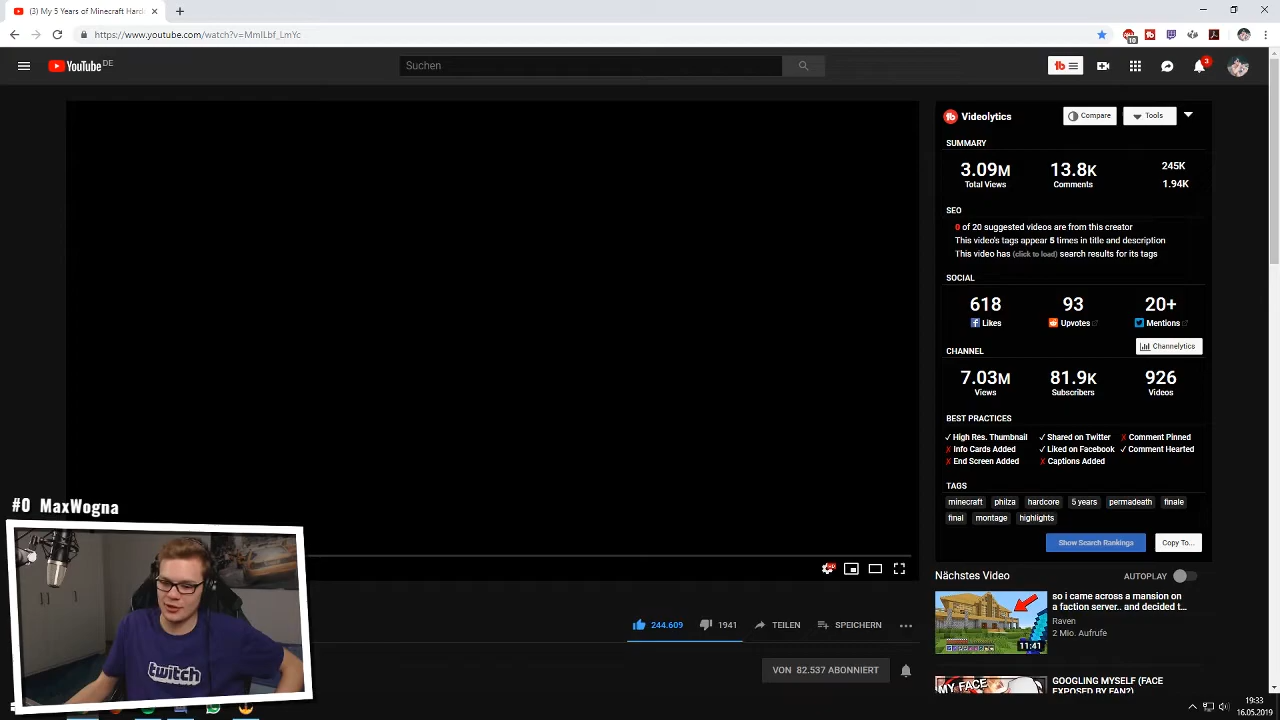 (3) My 5 Years of Minecraft Hard
https://www.youtube.com/watch?v=MmlLbf_LmYc
10
YouTube DE
Suchen
3
Videolytics
Compare
Tools
SUMMARY
3.09M
13.8K
245K
Total Views
Comments
1.94K
SEO
0 of 20 suggested videos are from this creator
This video's tags appear 5 times in title and description
This video has (click to load) search results for its tags
SOCIAL
618
93
20+
Likes
Upvotes
Mentions
Channelytics
CHANNEL
7.03M
81.9K
926
Views
Subscribers
Videos
BEST PRACTICES
✓ High Res. Thumbnail
✓ Shared on Twitter
✗ Comment Pinned
✗ Info Cards Added
✓ Liked on Facebook
✓ Comment Hearted
✗ End Screen Added
✗ Captions Added
TAGS
minecraft
philza
hardcore
5 years
permadeath
finale
final
montage
highlights
Show Search Rankings
Copy To...
#0 MaxWogna
twitch
HD
244.609
1941
TEILEN
SPEICHERN
VON 82.537 ABONNIERT
Nächstes Video
AUTOPLAY
so i came across a mansion on
a faction server.. and decided t...
Raven
2 Mio. Aufrufe
11:41
MY FACE
GOOGLING MYSELF (FACE
EXPOSED BY FAN?)
19:33
16.05.2019